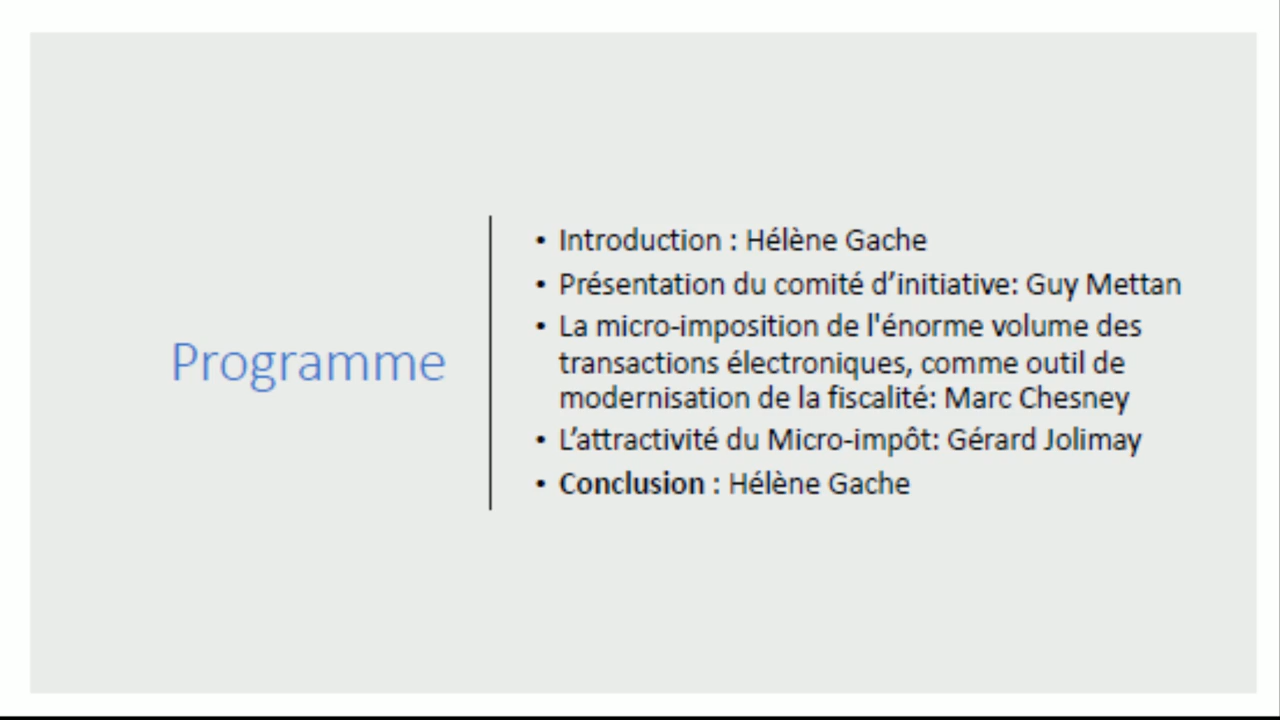 Programme
• Introduction : Hélène Gache
• Présentation du comité d’initiative: Guy Mettan
• La micro-imposition de l'énorme volume des
transactions électroniques, comme outil de
modernisation de la fiscalité: Marc Chesney
• L’attractivité du Micro-impôt: Gérard Jolimay
• Conclusion : Hélène Gache